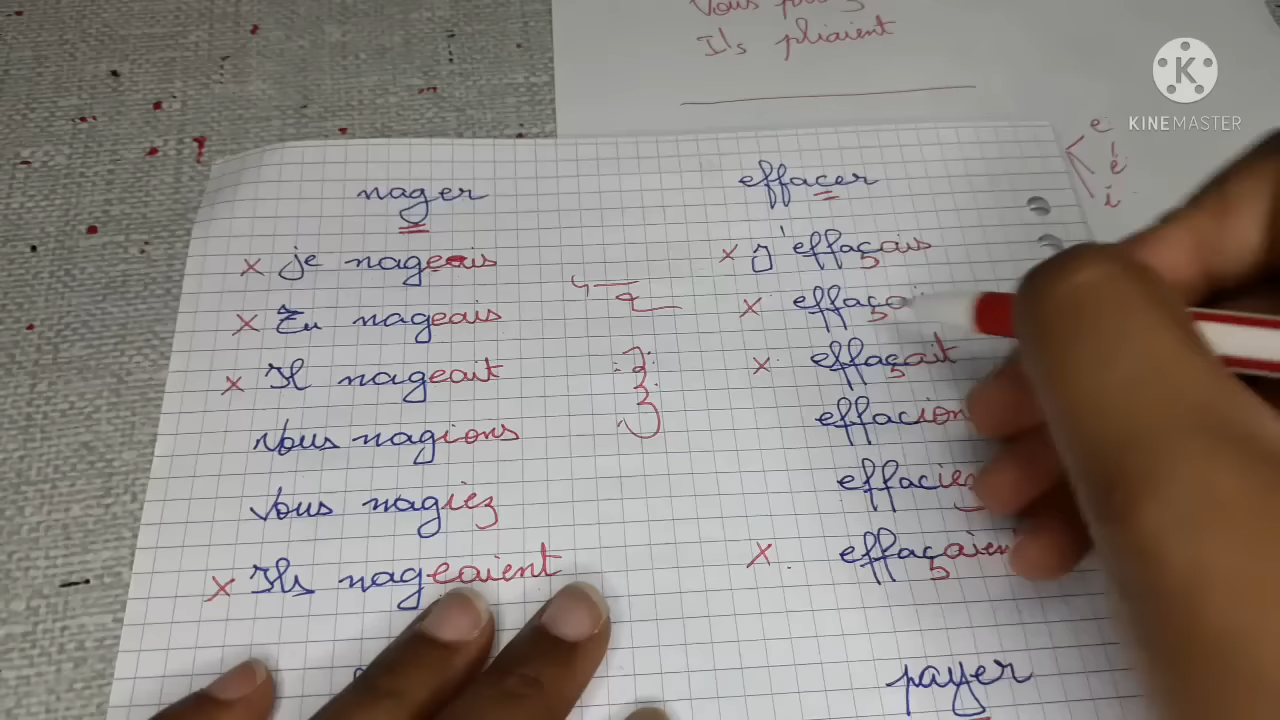 Vous
Ils pliaient
KINEMASTER
e
é
i
nager
x je nageais
x Tu nageais
x Il nageait
Nous nagions
Vous nagiez
x Ils nageaient
effacer
x J'effaçais
x
x effaçait
x
payer